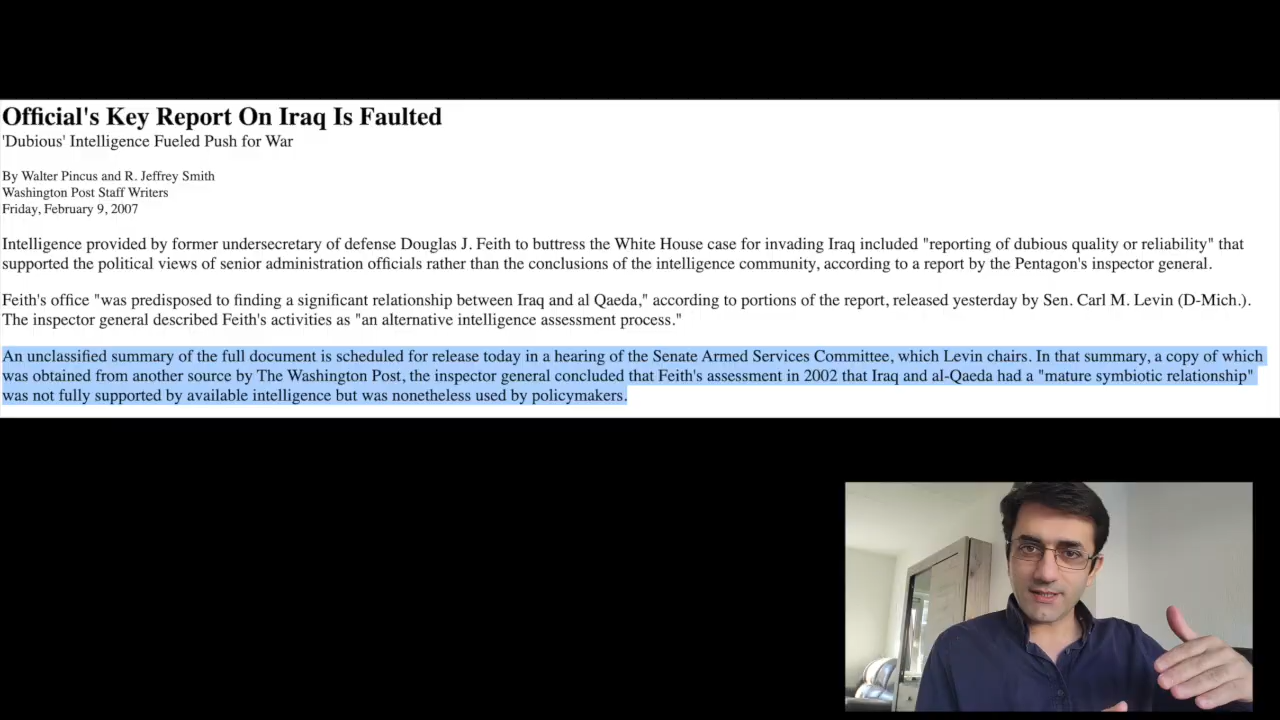 Official's Key Report On Iraq Is Faulted
'Dubious' Intelligence Fueled Push for War
By Walter Pincus and R. Jeffrey Smith
Washington Post Staff Writers
Friday, February 9, 2007
Intelligence provided by former undersecretary of defense Douglas J. Feith to buttress the White House case for invading Iraq included "reporting of dubious quality or reliability" that
supported the political views of senior administration officials rather than the conclusions of the intelligence community, according to a report by the Pentagon's inspector general.
Feith's office "was predisposed to finding a significant relationship between Iraq and al Qaeda," according to portions of the report, released yesterday by Sen. Carl M. Levin (D-Mich.).
The inspector general described Feith's activities as "an alternative intelligence assessment process."
An unclassified summary of the full document is scheduled for release today in a hearing of the Senate Armed Services Committee, which Levin chairs. In that summary, a copy of which
was obtained from another source by The Washington Post, the inspector general concluded that Feith's assessment in 2002 that Iraq and al-Qaeda had a "mature symbiotic relationship"
was not fully supported by available intelligence but was nonetheless used by policymakers.